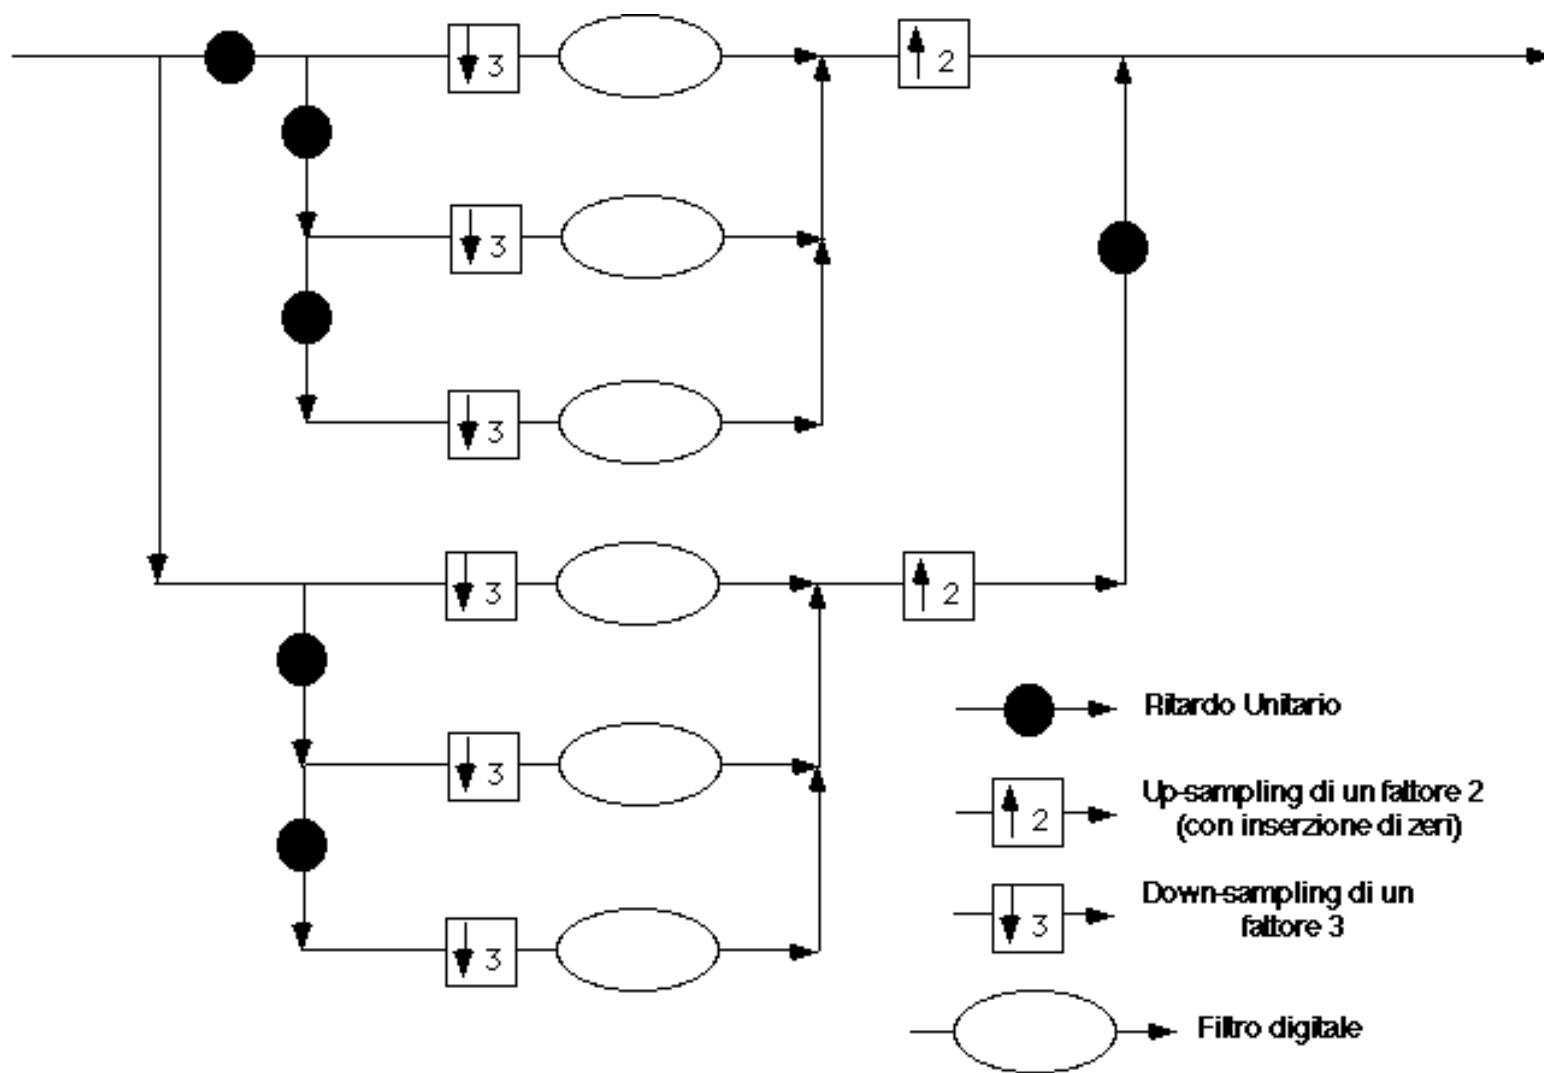 3
2
3
3
3
2
3
3
Ritardo Unitario
2
Up-sampling di un fattore 2
(con inserzione di zeri)
3
Down-sampling di un
fattore 3
Filtro digitale